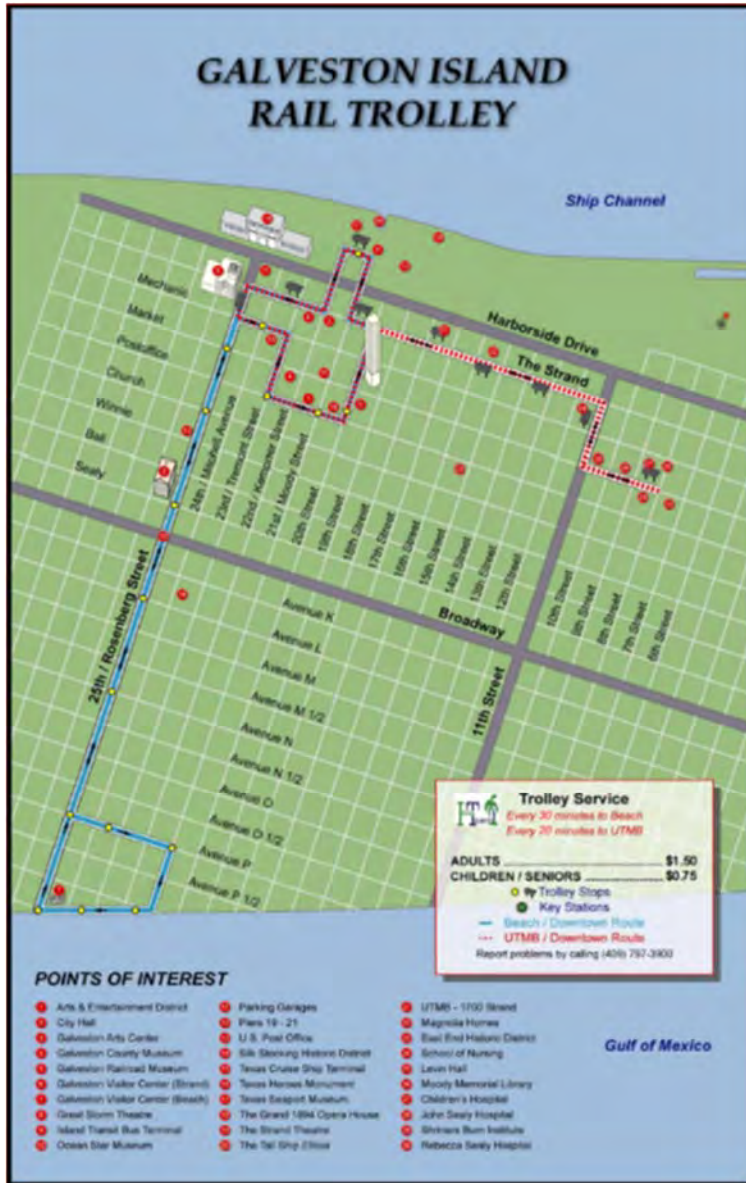 GALVESTON ISLAND
RAIL TROLLEY
Ship Channel
Mechanic
Market
Postoffice
Church
Winnie
Ball
Sealy
Harborside Drive
The Strand
24th / Mechell Avenue
23rd / Tremont Street
22nd / Kempner Street
21st / Moody Street
20th Street
19th Street
18th Street
17th Street
16th Street
15th Street
14th Street
13th Street
12th Street
10th Street
9th Street
8th Street
7th Street
6th Street
25th / Rosenberg Street
Broadway
11th Street
Avenue K
Avenue L
Avenue M
Avenue M 1/2
Avenue N
Avenue N 1/2
Avenue O
Avenue O 1/2
Avenue P
Avenue P 1/2
Trolley Service
Every 30 minutes to Beach
Every 20 minutes to UTMB
ADULTS $1.50
CHILDREN / SENIORS $0.75
Trolley Stops
Key Stations
Beach / Downtown Route
UTMB / Downtown Route
Report problems by calling (409) 797-3900
POINTS OF INTEREST
Arts & Entertainment District
City Hall
Galveston Arts Center
Galveston County Museum
Galveston Railroad Museum
Galveston Visitor Center (Strand)
Galveston Visitor Center (Beach)
Great Storm Theatre
Island Transit Bus Terminal
Ocean Star Museum
Parking Garages
Piers 19 - 21
U.S. Post Office
Silk Stocking Historic District
Texas Cruise Ship Terminal
Texas Heroes Monument
Texas Seaport Museum
The Grand 1894 Opera House
The Strand Theatre
The Tall Ship Elissa
UTMB - 1700 Strand
Magnolia Homes
East End Historic District
School of Nursing
Levin Hall
Moody Memorial Library
Children's Hospital
John Sealy Hospital
Shriners Burn Institute
Rebecca Sealy Hospital
Gulf of Mexico